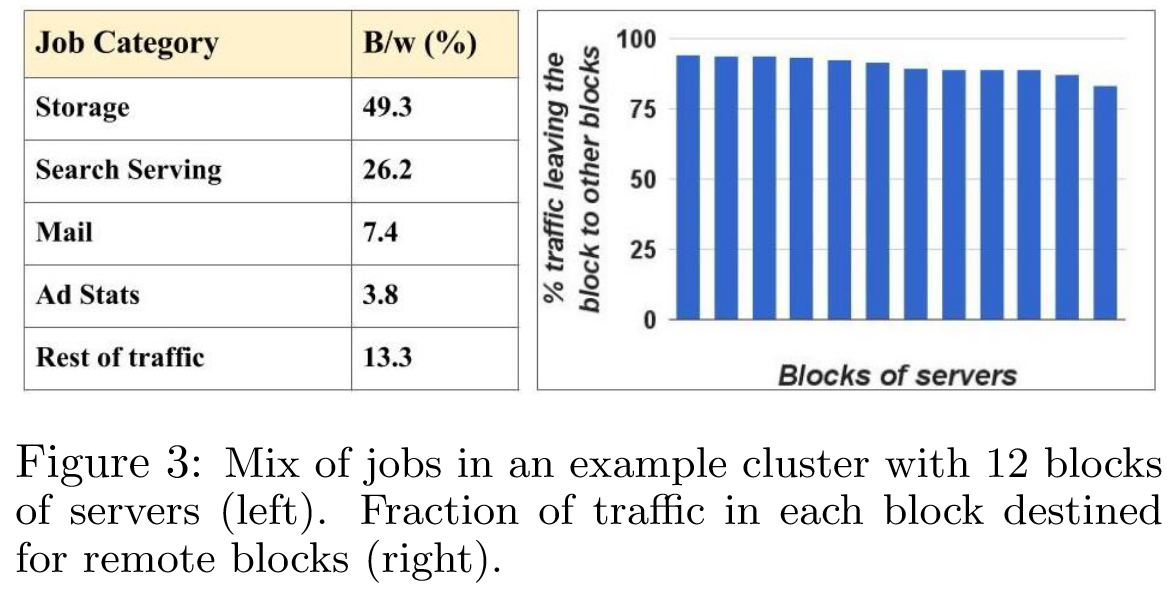 Job Category B/w (%)
Storage 49.3
Search Serving 26.2
Mail 7.4
Ad Stats 3.8
Rest of traffic 13.3
% traffic leaving the
block to other blocks
100
75
50
25
0
Blocks of servers
Figure 3: Mix of jobs in an example cluster with 12 blocks
of servers (left). Fraction of traffic in each block destined
for remote blocks (right).